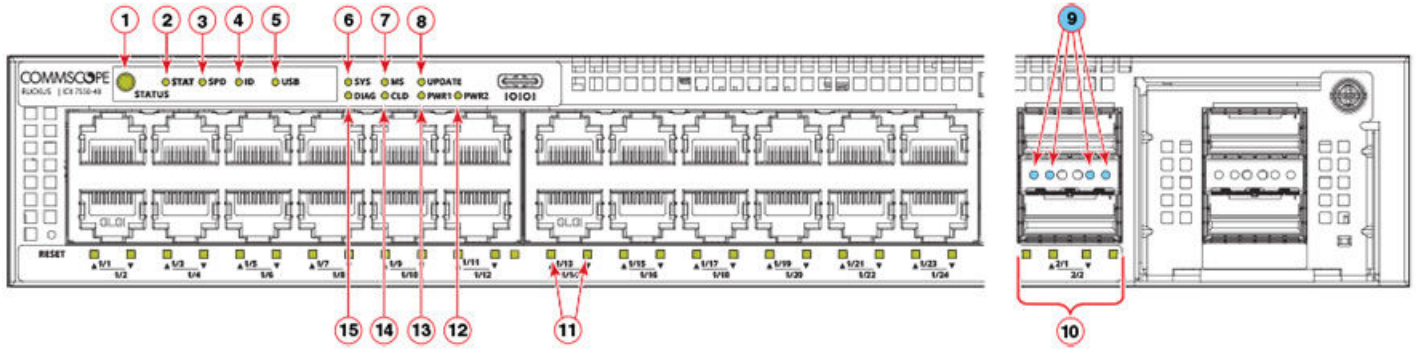 1 2 3 4 5 6 7 8 9
COMMSCOPE STAT SPD ID USB SYS MS UPDATE
RUCKUS | ICX 7550-48 STATUS DIAG CLD PWR1 PWR2 IOIOI
RESET 1/1 1/3 1/5 1/7 1/9 1/11 1/13 1/15 1/17 1/19 1/21 1/23 2/1
1/2 1/4 1/6 1/8 1/10 1/12 1/14 1/16 1/18 1/20 1/22 1/24 2/2
15 14 13 12 11 10